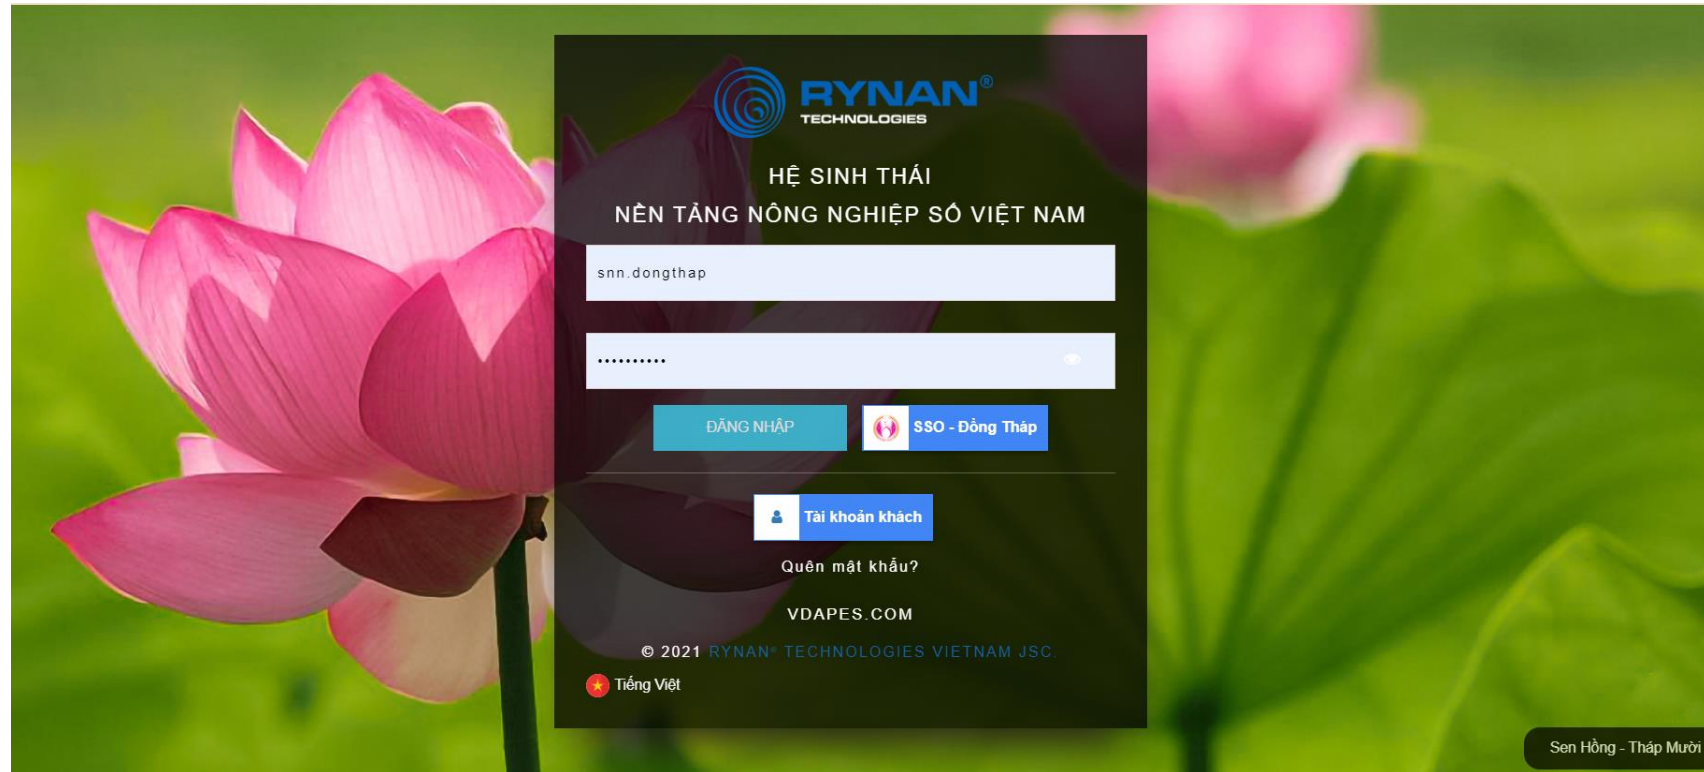 RYNAN®
TECHNOLOGIES
HỆ SINH THÁI
NỀN TẢNG NÔNG NGHIỆP SỐ VIỆT NAM
snn.dongthap
••••••••••
ĐĂNG NHẬP
SSO - Đồng Tháp
Tài khoản khách
Quên mật khẩu?
VDAPES.COM
© 2021 RYNAN® TECHNOLOGIES VIETNAM JSC.
Tiếng Việt
Sen Hồng - Tháp Mười